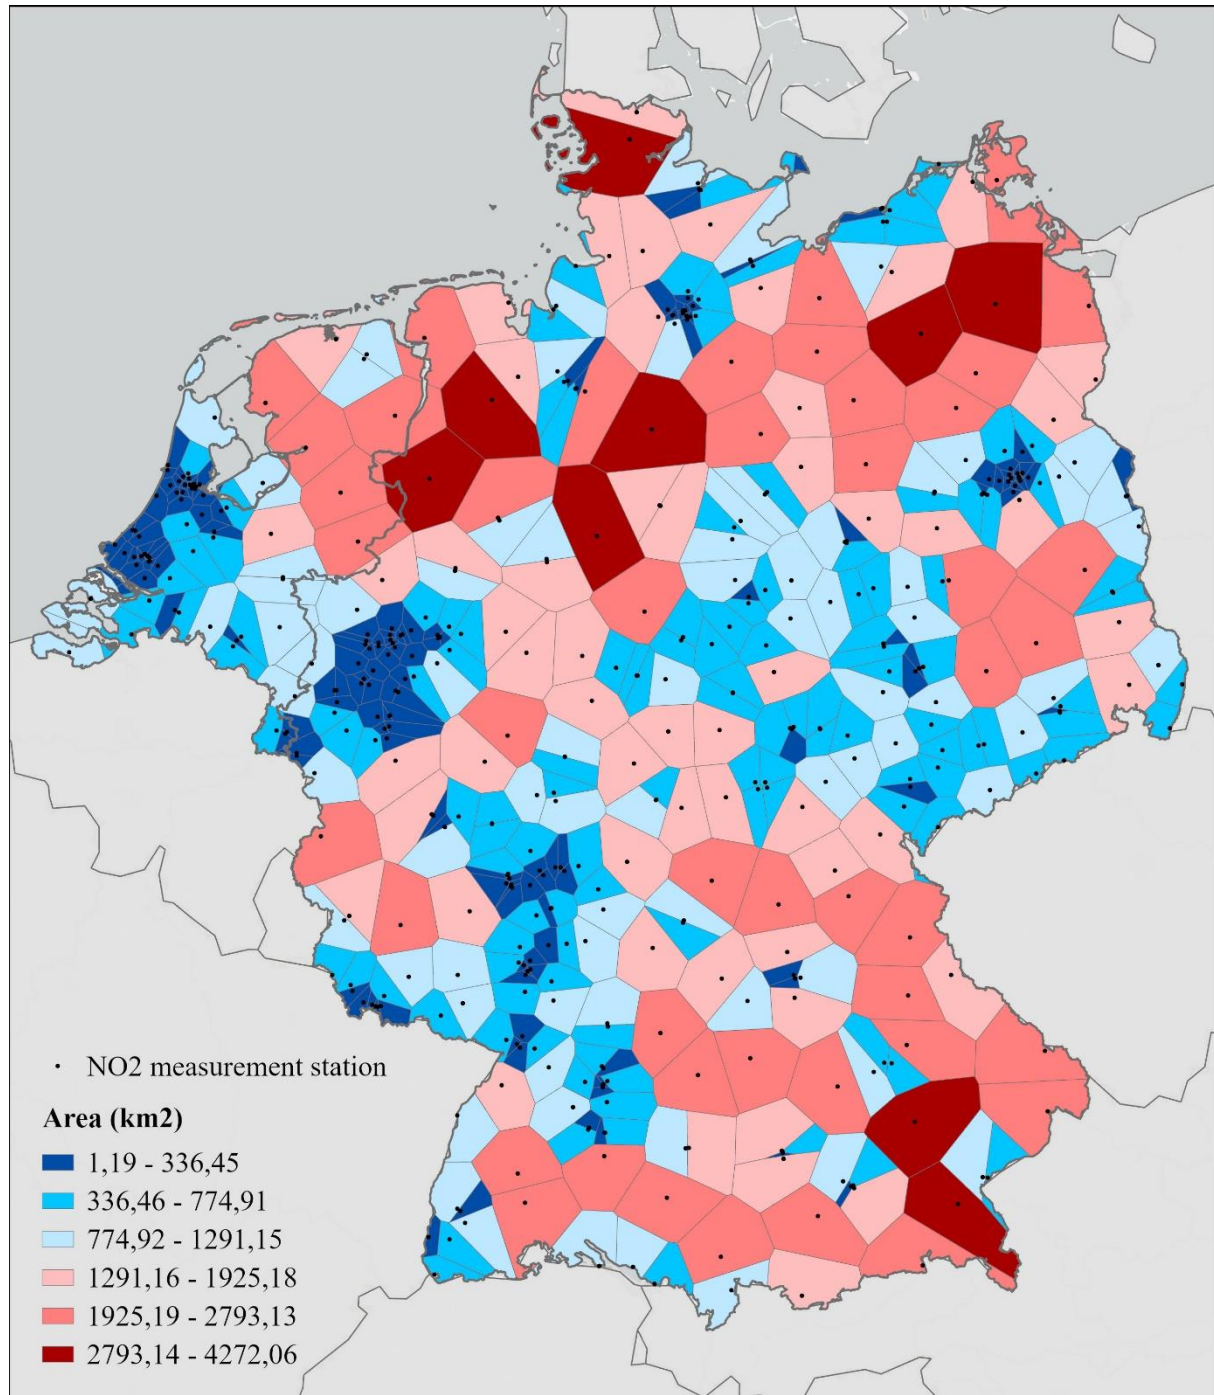 NO2 measurement station
Area (km2)
1,19 - 336,45
336,46 - 774,91
774,92 - 1291,15
1291,16 - 1925,18
1925,19 - 2793,13
2793,14 - 4272,06